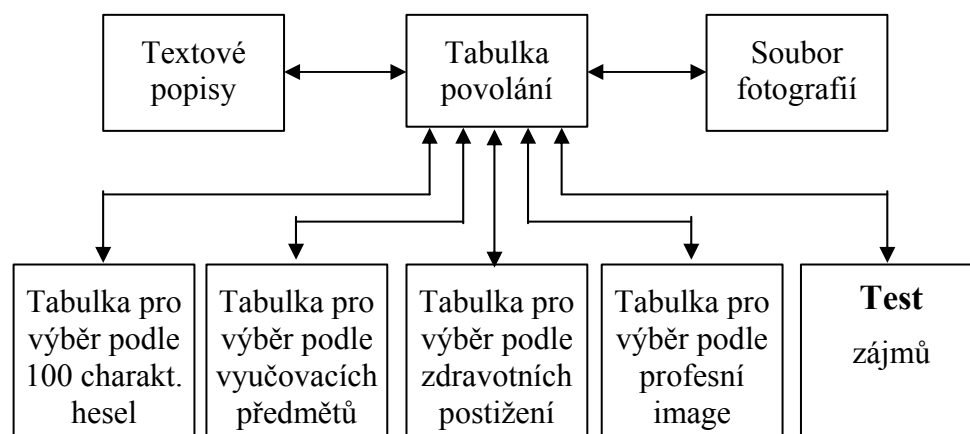 Textové
popisy
Tabulka
povolání
Soubor
fotografií
Tabulka pro
výběr podle
100 charakt.
hesel
Tabulka pro
výběr podle
vyučovacích
předmětů
Tabulka pro
výběr podle
zdravotních
postižení
Tabulka pro
výběr podle
profesní
image
Test
zájmů